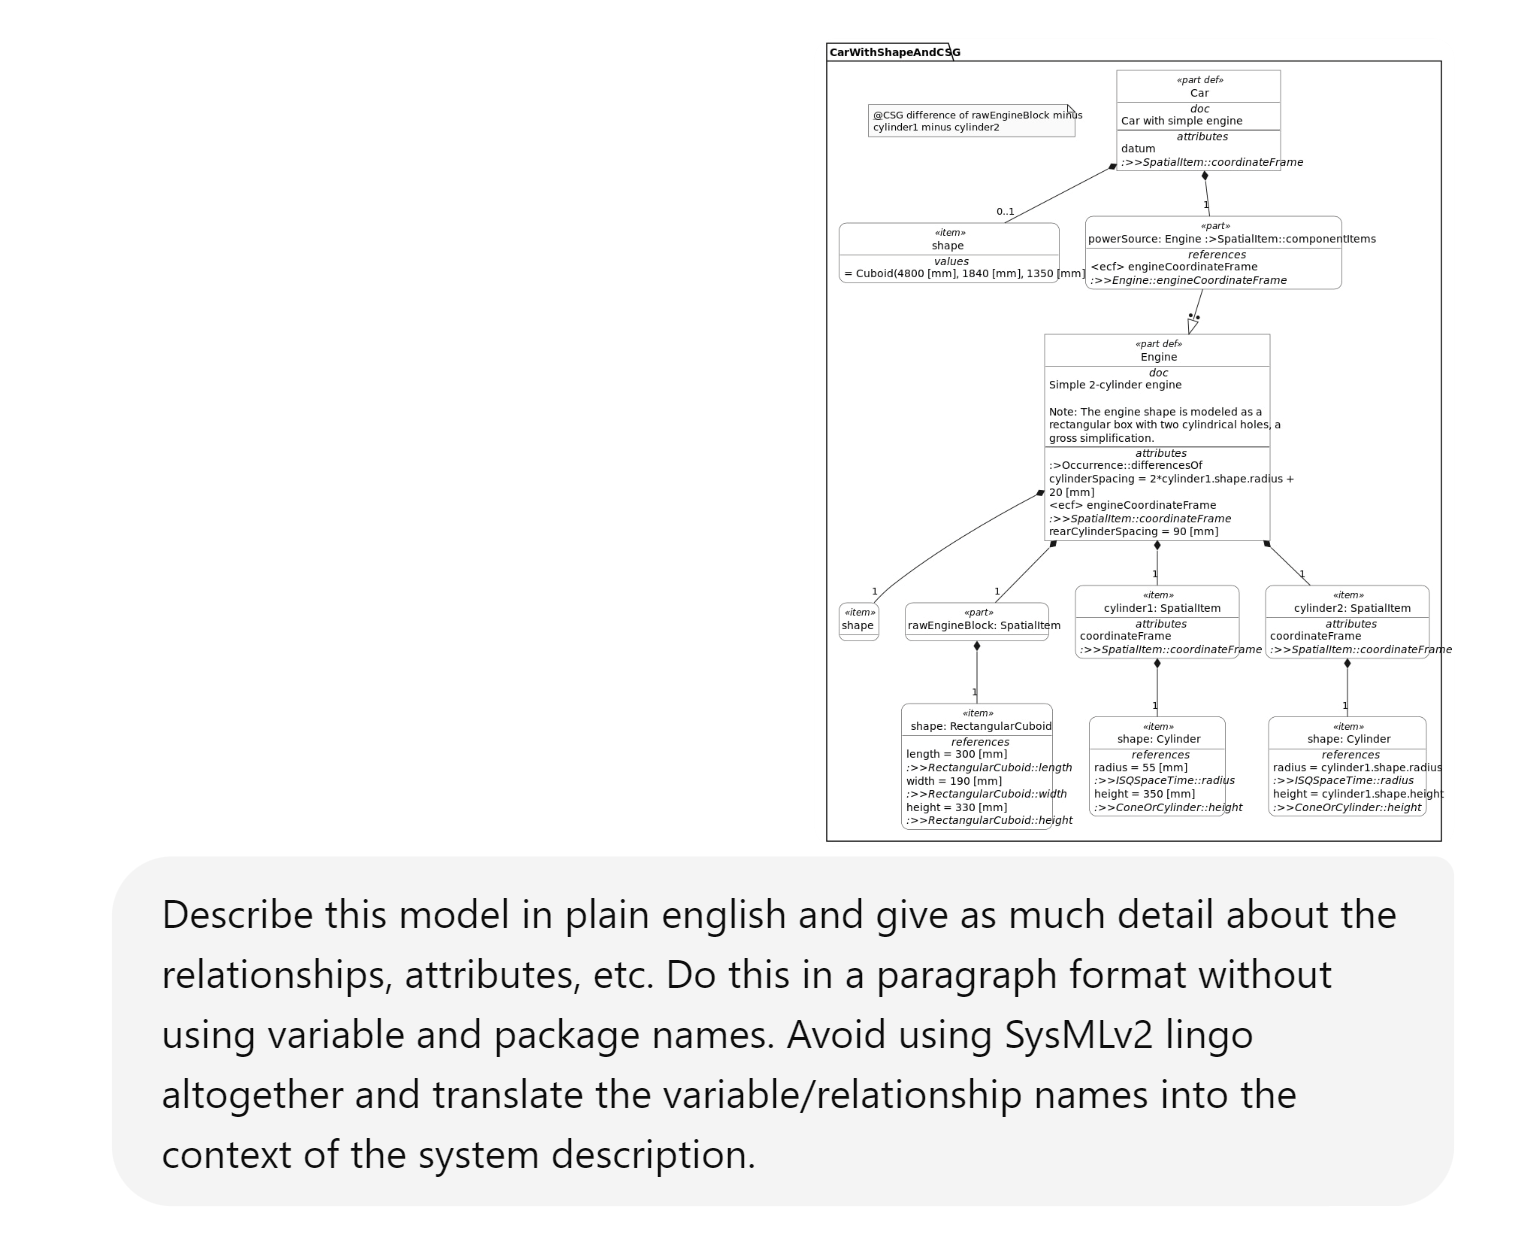 CarWithShapeAndCSG
«part def»
Car
doc
Car with simple engine
attributes
datum
:>>SpatialItem::coordinateFrame
@CSG difference of rawEngineBlock minus
cylinder1 minus cylinder2
0..1
1
«item»
shape
values
= Cuboid(4800 [mm], 1840 [mm], 1350 [mm]
«part»
powerSource: Engine :>SpatialItem::componentItems
references
<ecf> engineCoordinateFrame
:>>Engine::engineCoordinateFrame
«part def»
Engine
doc
Simple 2-cylinder engine
Note: The engine shape is modeled as a
rectangular box with two cylindrical holes, a
gross simplification.
attributes
:>Occurrence::differencesOf
cylinderSpacing = 2*cylinder1.shape.radius +
20 [mm]
<ecf> engineCoordinateFrame
:>>SpatialItem::coordinateFrame
rearCylinderSpacing = 90 [mm]
1
1
1
1
«item»
shape
«part»
rawEngineBlock: SpatialItem
«item»
cylinder1: SpatialItem
attributes
coordinateFrame
:>>SpatialItem::coordinateFrame
«item»
cylinder2: SpatialItem
attributes
coordinateFrame
:>>SpatialItem::coordinateFrame
1
1
1
«item»
shape: RectangularCuboid
references
length = 300 [mm]
:>>RectangularCuboid::length
width = 190 [mm]
:>>RectangularCuboid::width
height = 330 [mm]
:>>RectangularCuboid::height
«item»
shape: Cylinder
references
radius = 55 [mm]
:>>ISQSpaceTime::radius
height = 350 [mm]
:>>ConeOrCylinder::height
«item»
shape: Cylinder
references
radius = cylinder1.shape.radius
:>>ISQSpaceTime::radius
height = cylinder1.shape.height
:>>ConeOrCylinder::height
Describe this model in plain english and give as much detail about the
relationships, attributes, etc. Do this in a paragraph format without
using variable and package names. Avoid using SysMLv2 lingo
altogether and translate the variable/relationship names into the
context of the system description.